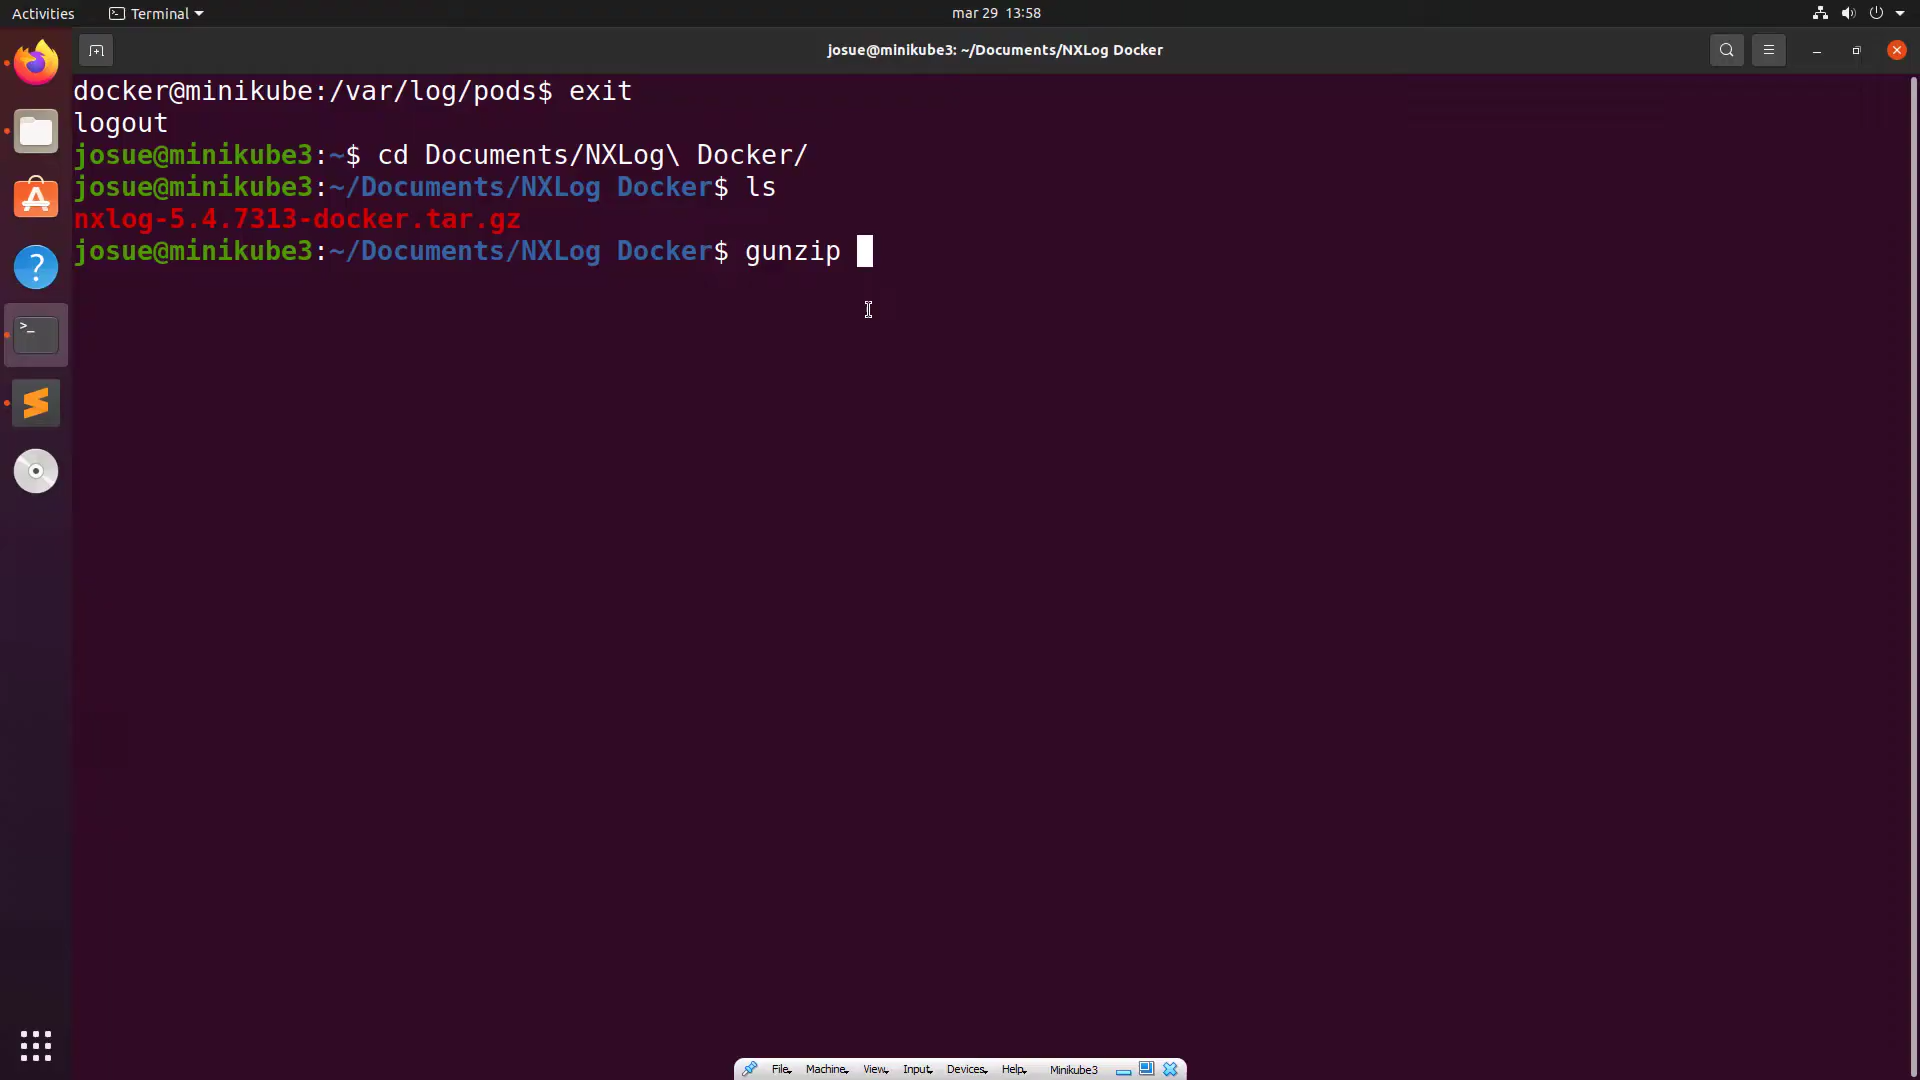 Activities
Terminal
mar 29 13:58
josue@minikube3: ~/Documents/NXLog Docker
docker@minikube:/var/log/pods$ exit
logout
josue@minikube3:~$ cd Documents/NXLog\ Docker/
josue@minikube3:~/Documents/NXLog Docker$ ls
nxlog-5.4.7313-docker.tar.gz
josue@minikube3:~/Documents/NXLog Docker$ gunzip
File Machine View Input Devices Help Minikube3